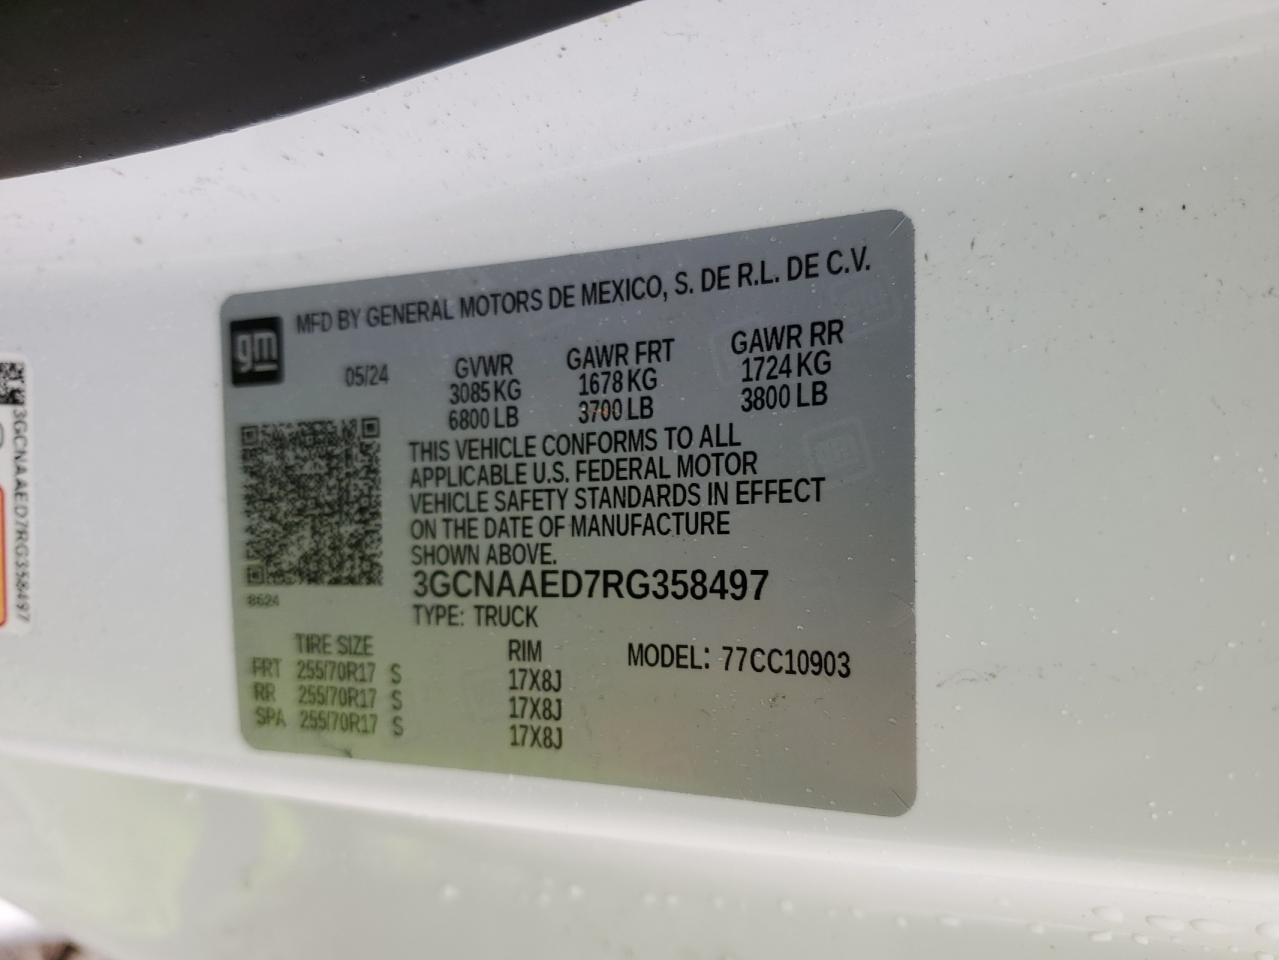 MFD BY GENERAL MOTORS DE MEXICO, S. DE R.L. DE C.V.
gm
05/24 GVWR GAWR FRT GAWR RR
3085 KG 1678 KG 1724 KG
6800 LB 3700 LB 3800 LB
THIS VEHICLE CONFORMS TO ALL
APPLICABLE U.S. FEDERAL MOTOR
VEHICLE SAFETY STANDARDS IN EFFECT
ON THE DATE OF MANUFACTURE
SHOWN ABOVE.
3GCNAAED7RG358497
8624
TYPE: TRUCK
TIRE SIZE RIM MODEL: 77CC10903
FRT 255/70R17 S 17X8J
RR 255/70R17 S 17X8J
SPA 255/70R17 S 17X8J
3GCNAAED7RG358497